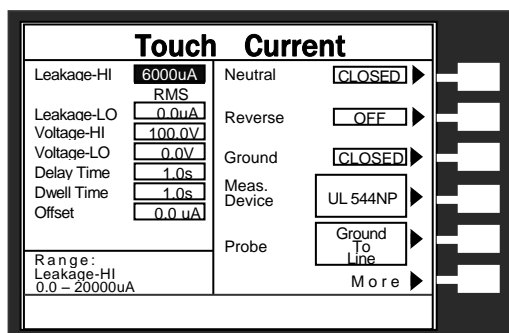 Touch Current
Leakage-HI 6000uA
RMS
Leakage-LO 0.0uA
Voltage-HI 100.0V
Voltage-LO 0.0V
Delay Time 1.0s
Dwell Time 1.0s
Offset 0.0 uA
Range:
Leakage-HI
0.0 – 20000uA
Neutral CLOSED
Reverse OFF
Ground CLOSED
Meas.
Device UL 544NP
Probe Ground
To
Line
More